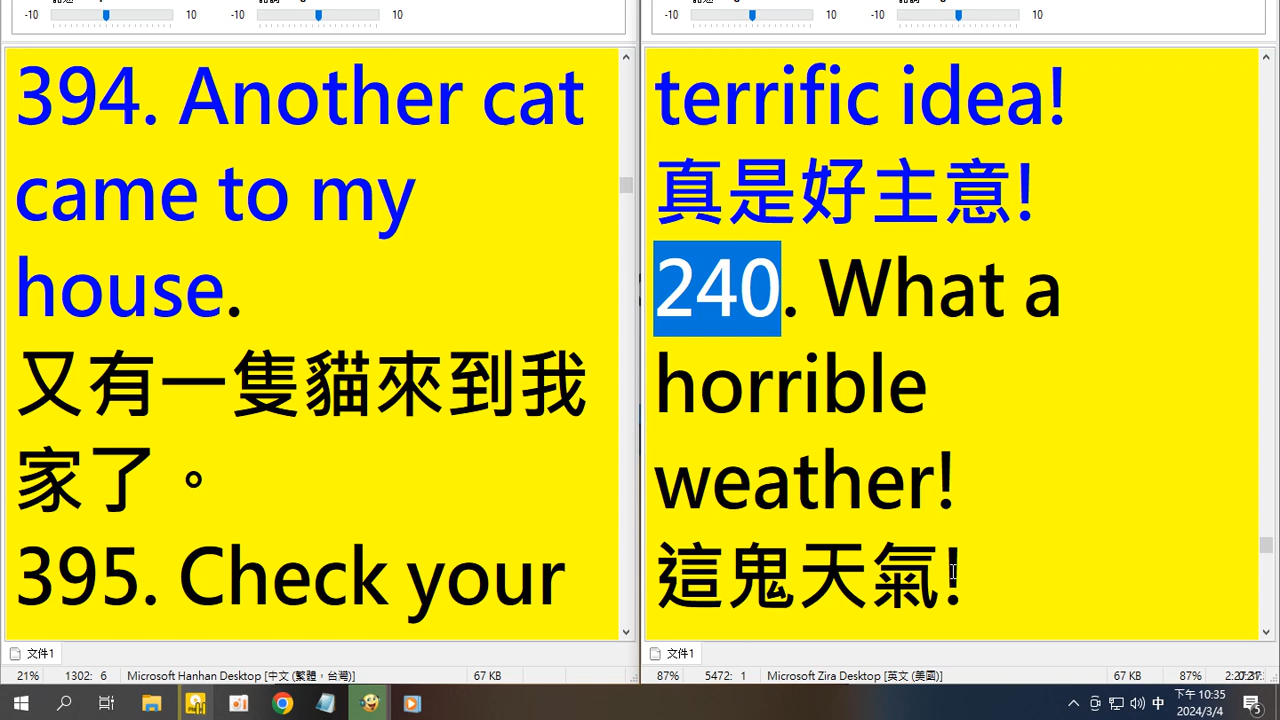 -10 10 -10 10
394. Another cat
came to my
house.
又有一隻貓來到我
家了。
395. Check your
文件1
21% 1302: 6 Microsoft Hanhan Desktop [中文 (繁體，台灣)] 67 KB
-10 10 -10 10
terrific idea!
真是好主意!
240. What a
horrible
weather!
這鬼天氣!
文件1
87% 5472: 1 Microsoft Zira Desktop [英文 (美國)] 67 KB 87%
中
下午 10:35
2024/3/4
5